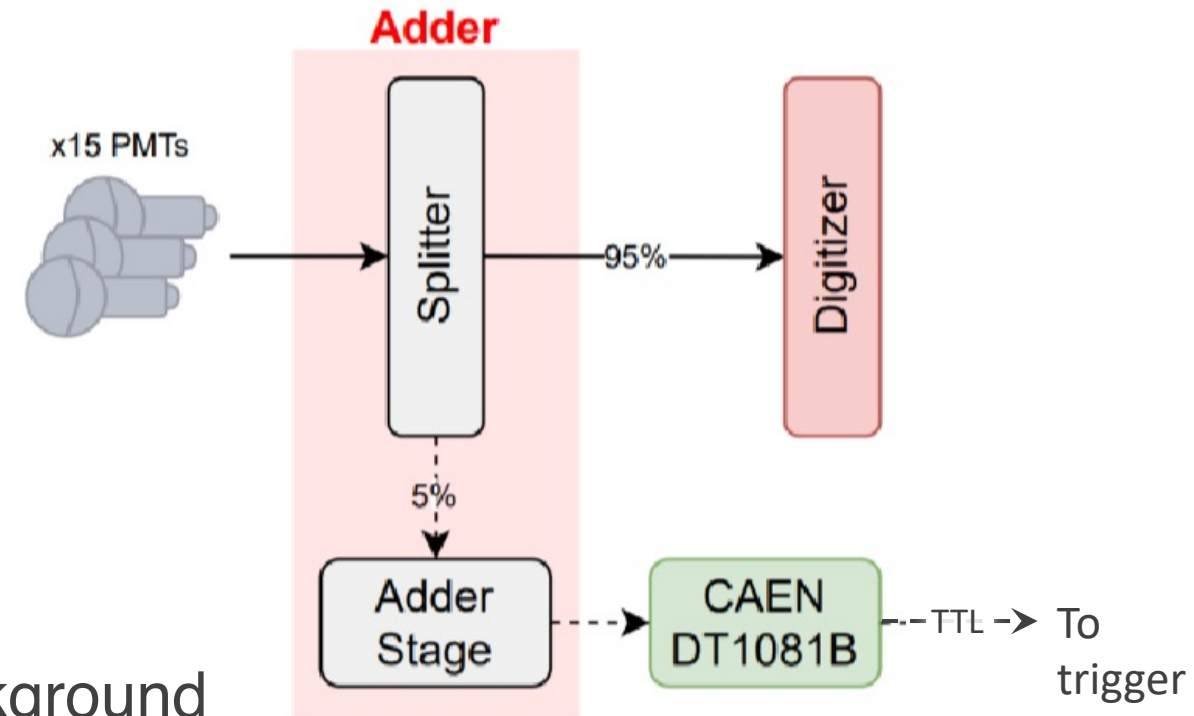 Adder
x15 PMTs
Splitter
95%
Digitizer
5%
Adder
Stage
CAEN
DT1081B
TTL
To
trigger